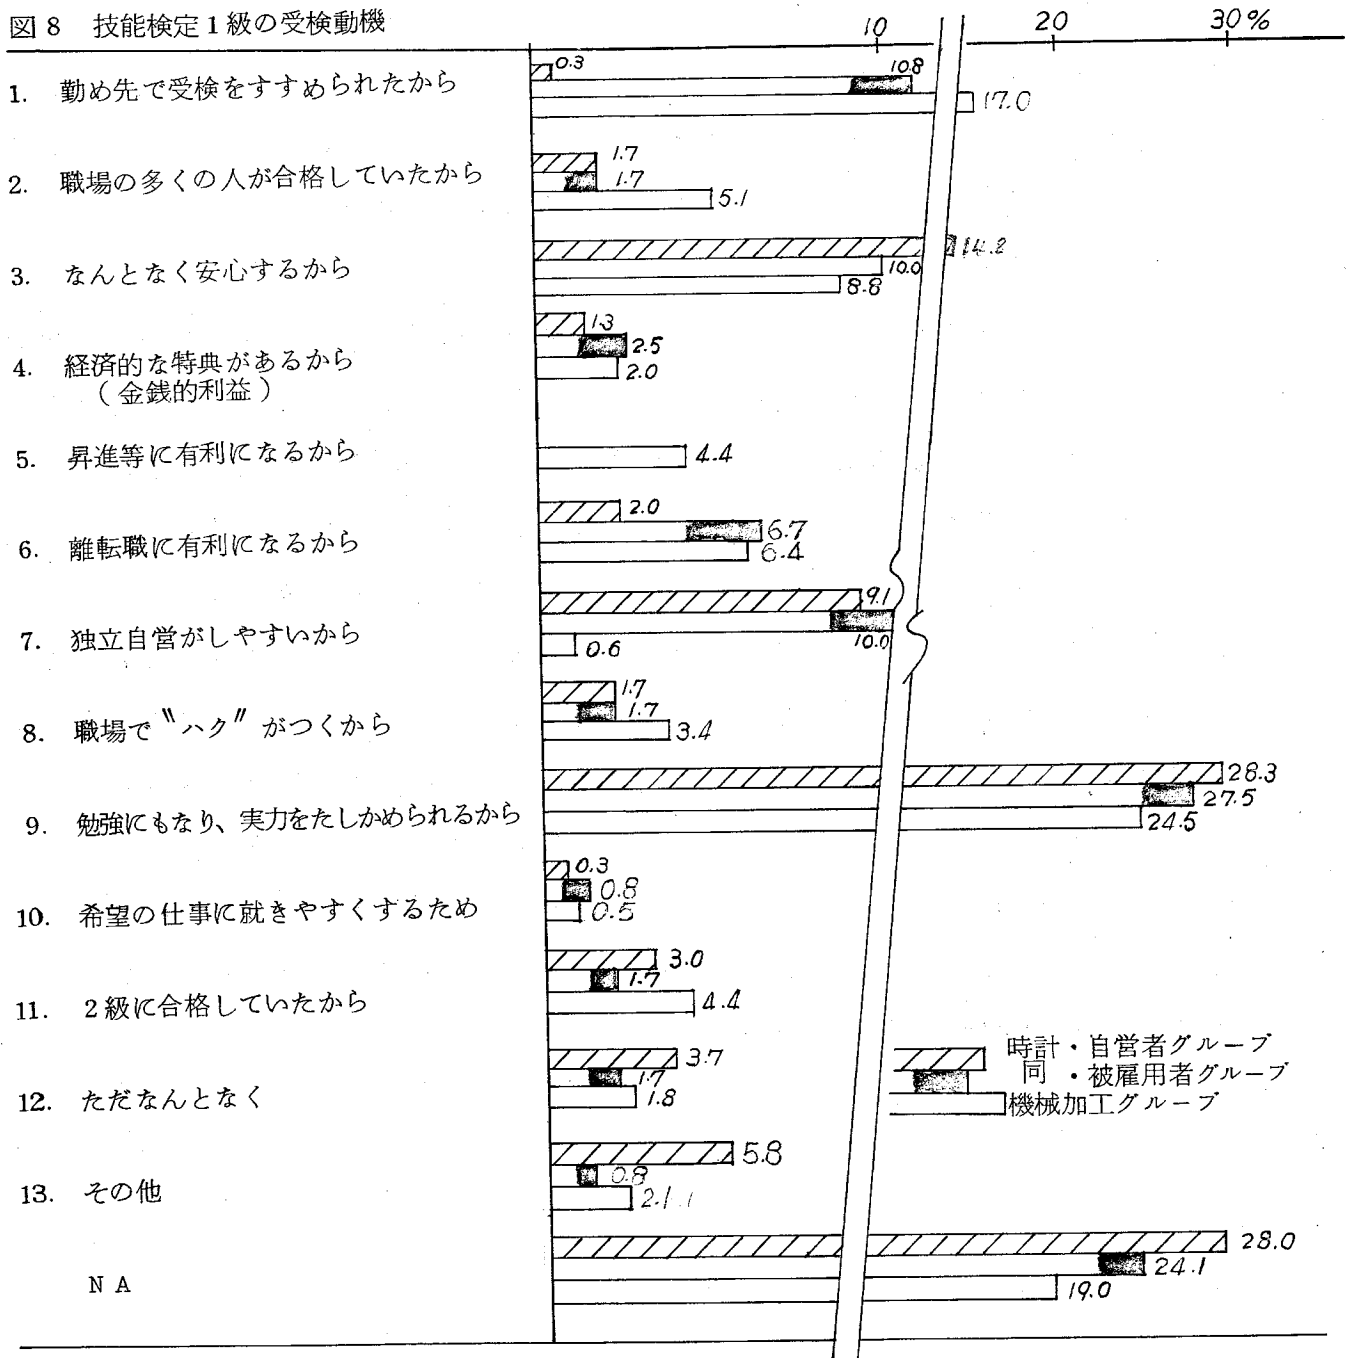 図 8 技能検定 1 級の受検動機
10 20 30%
1. 勤め先で受検をすすめられたから
0.3
10.8
17.0
2. 職場の多くの人が合格していたから
1.7
1.7
5.1
3. なんとなく安心するから
14.2
10.0
8.8
4. 経済的な特典があるから
（金銭的利益）
1.3
2.5
2.0
5. 昇進等に有利になるから
4.4
6. 離転職に有利になるから
2.0
6.7
6.4
7. 独立自営がしやすいから
9.1
10.0
0.6
8. 職場で〝ハク〟がつくから
1.7
1.7
3.4
9. 勉強にもなり、実力をたしかめられるから
28.3
27.5
24.5
10. 希望の仕事に就きやすくするため
0.3
0.8
0.5
11. 2級に合格していたから
3.0
1.7
4.4
12. ただなんとなく
3.7
1.7
1.8
時計・自営者グループ
同 ・被雇用者グループ
機械加工グループ
13. その他
5.8
0.8
2.1
N A
28.0
24.1
19.0